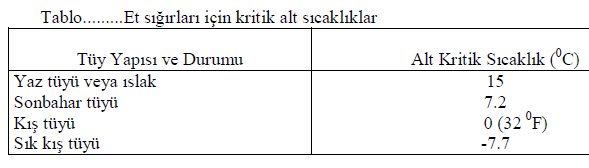 Tablo.........Et sığırları için kritik alt sıcaklıklar
Tüy Yapısı ve Durumu Alt Kritik Sıcaklık (⁰C)
Yaz tüyü veya ıslak 15
Sonbahar tüyü 7.2
Kış tüyü 0 (32 ⁰F)
Sık kış tüyü -7.7